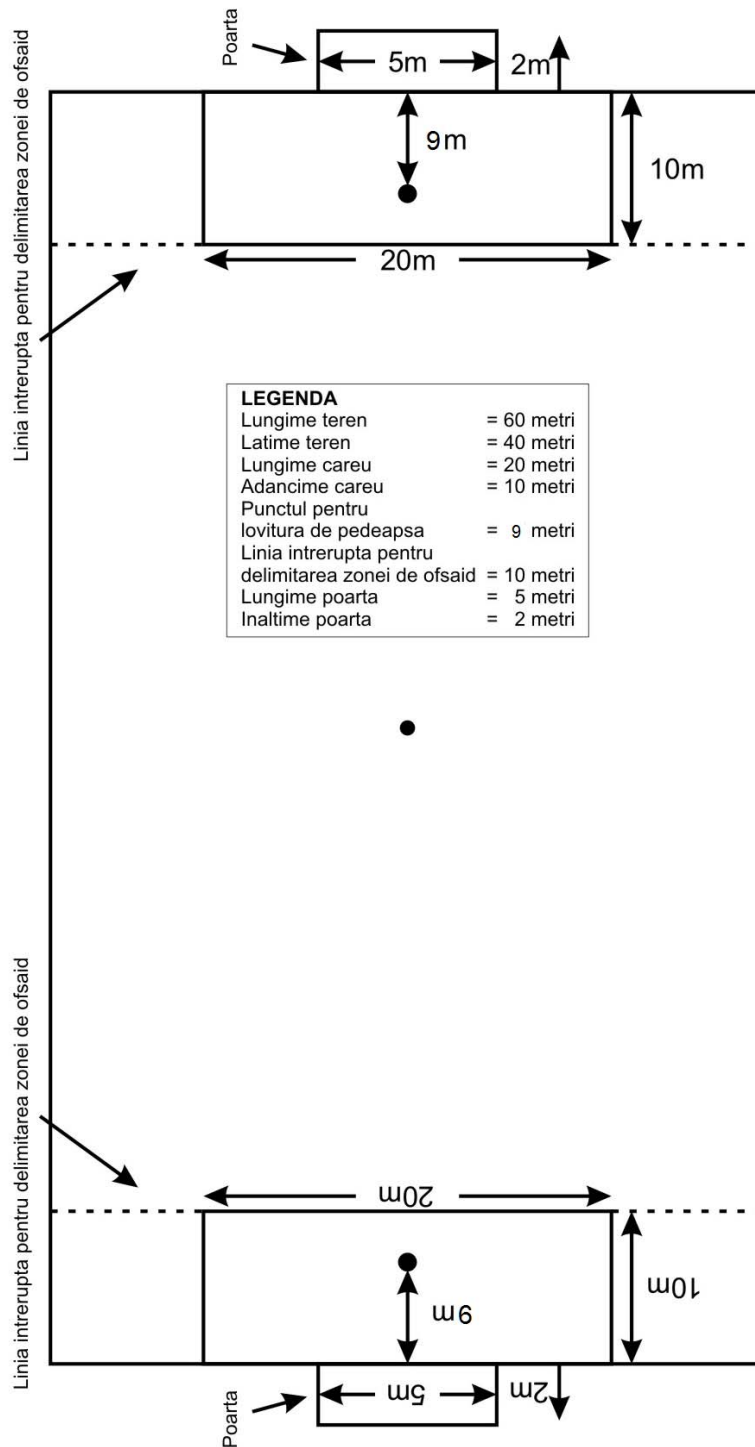 Poarta
5m
2m
9m
10m
20m
Linia intrerupta pentru delimitarea zonei de ofsaid
LEGENDA
Lungime teren = 60 metri
Latime teren = 40 metri
Lungime careu = 20 metri
Adancime careu = 10 metri
Punctul pentru
lovitura de pedeapsa = 9 metri
Linia intrerupta pentru
delimitarea zonei de ofsaid = 10 metri
Lungime poarta = 5 metri
Inaltime poarta = 2 metri
Linia intrerupta pentru delimitarea zonei de ofsaid
20m
10m
9m
5m
2m
Poarta